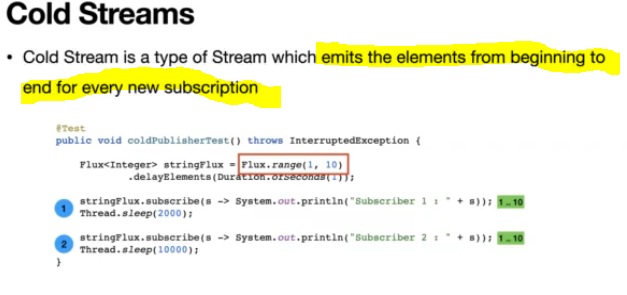 Cold Streams
• Cold Stream is a type of Stream which emits the elements from beginning to
end for every new subscription
@Test
public void coldPublisherTest() throws InterruptedException {
Flux<Integer> stringFlux = Flux.range(1, 10)
.delayElements(Duration.ofSeconds(1));
1 stringFlux.subscribe(s -> System.out.println("Subscriber 1 : " + s)); 1..10
Thread.sleep(2000);
2 stringFlux.subscribe(s -> System.out.println("Subscriber 2 : " + s)); 1..10
Thread.sleep(10000);
}